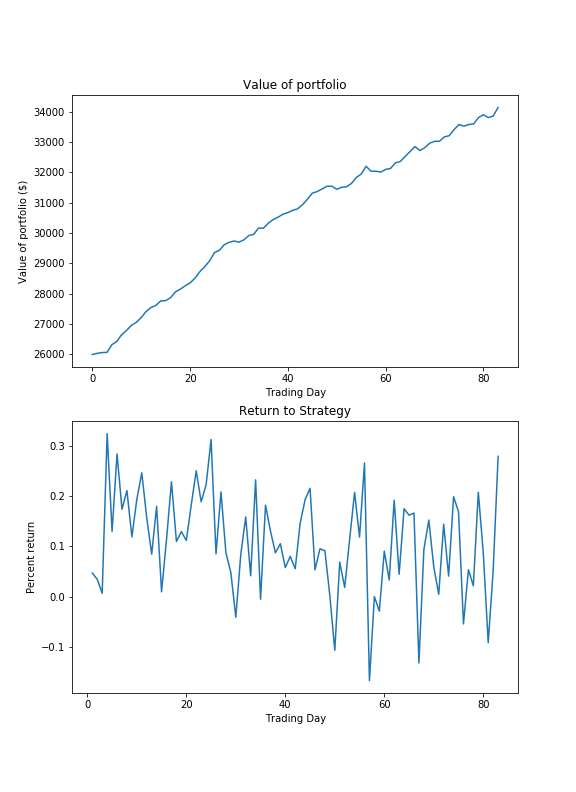 Value of portfolio
34000
33000
32000
31000
30000
29000
28000
27000
26000
Value of portfolio ($)
0 20 40 60 80
Trading Day
Return to Strategy
0.3
0.2
0.1
0.0
−0.1
Percent return
0 20 40 60 80
Trading Day